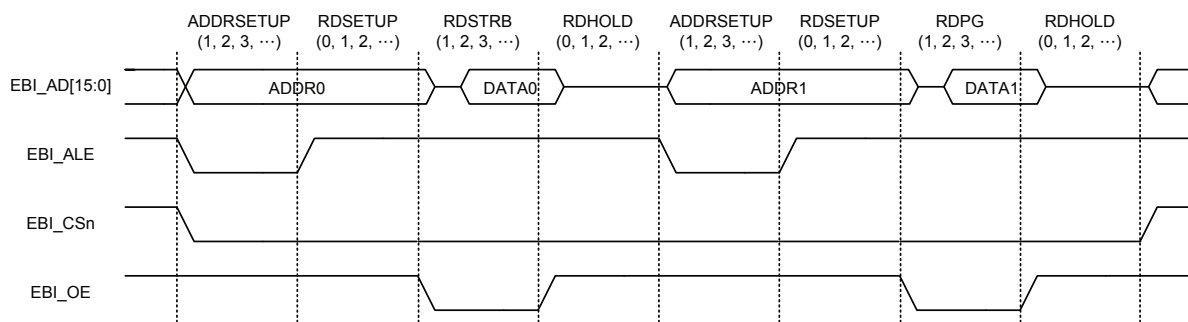 ADDRSETUP RDSETUP RDSTRB RDHOLD ADDRSETUP RDSETUP RDPG RDHOLD
(1, 2, 3, ⋯) (0, 1, 2, ⋯) (1, 2, 3, ⋯) (0, 1, 2, ⋯) (1, 2, 3, ⋯) (0, 1, 2, ⋯) (1, 2, 3, ⋯) (0, 1, 2, ⋯)
EBI_AD[15:0] ADDR0 DATA0 ADDR1 DATA1
EBI_ALE
EBI_CSn
EBI_OE